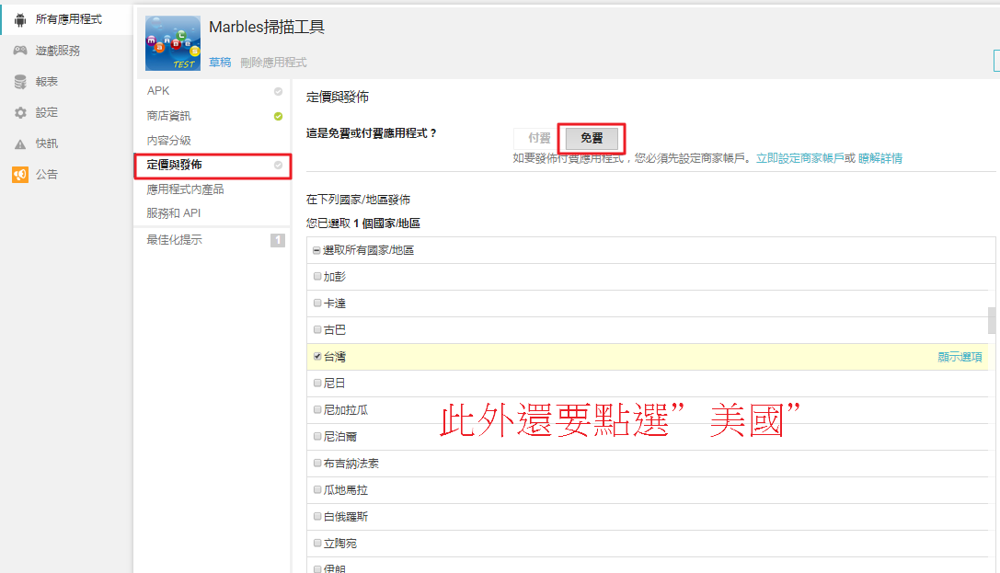 所有應用程式
遊戲服務
報表
設定
快訊
公告
Marbles掃描工具
草稿 刪除應用程式
marble
TEST
APK
商店資訊
內容分級
定價與發佈
應用程式內產品
服務和 API
最佳化提示 1
定價與發佈
這是免費或付費應用程式？
付費 免費
如要發佈付費應用程式，您必須先設定商家帳戶。立即設定商家帳戶或 瞭解詳情
在下列國家/地區發佈
您已選取 1 個國家/地區
選取所有國家/地區
加彭
卡達
古巴
台灣 顯示選項
尼日
尼加拉瓜
此外還要點選”美國”
尼泊爾
布吉納法索
瓜地馬拉
白俄羅斯
立陶宛
伊朗